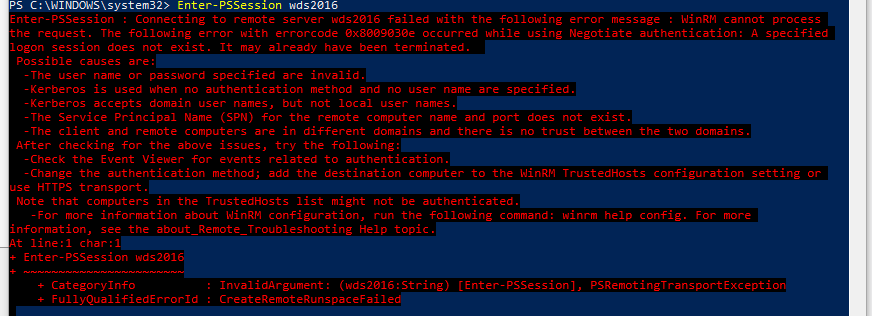 PS C:\WINDOWS\system32> Enter-PSSession wds2016
Enter-PSSession : Connecting to remote server wds2016 failed with the following error message : WinRM cannot process
the request. The following error with errorcode 0x8009030e occurred while using Negotiate authentication: A specified
logon session does not exist. It may already have been terminated.
 Possible causes are:
  -The user name or password specified are invalid.
  -Kerberos is used when no authentication method and no user name are specified.
  -Kerberos accepts domain user names, but not local user names.
  -The Service Principal Name (SPN) for the remote computer name and port does not exist.
  -The client and remote computers are in different domains and there is no trust between the two domains.
 After checking for the above issues, try the following:
  -Check the Event Viewer for events related to authentication.
  -Change the authentication method; add the destination computer to the WinRM TrustedHosts configuration setting or
use HTTPS transport.
 Note that computers in the TrustedHosts list might not be authenticated.
   -For more information about WinRM configuration, run the following command: winrm help config. For more
information, see the about_Remote_Troubleshooting Help topic.
At line:1 char:1
+ Enter-PSSession wds2016
+ ~~~~~~~~~~~~~~~~~~~~~~~
    + CategoryInfo          : InvalidArgument: (wds2016:String) [Enter-PSSession], PSRemotingTransportException
    + FullyQualifiedErrorId : CreateRemoteRunspaceFailed